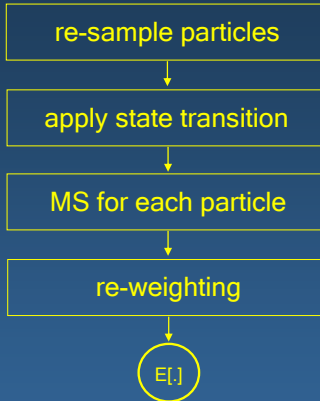 re-sample particles
apply state transition
MS for each particle
re-weighting
E[.]